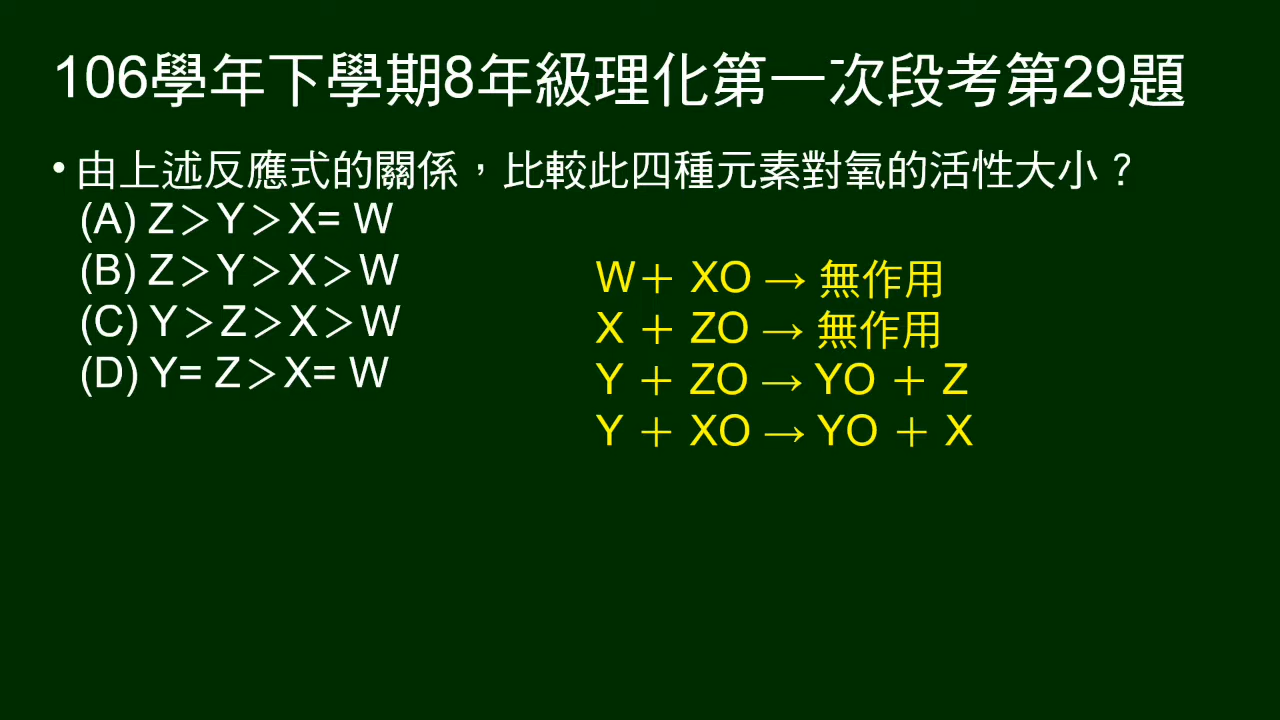 106學年下學期8年級理化第一次段考第29題
• 由上述反應式的關係，比較此四種元素對氧的活性大小？
(A) Z＞Y＞X= W
(B) Z＞Y＞X＞W
(C) Y＞Z＞X＞W
(D) Y= Z＞X= W
W＋ XO → 無作用
X ＋ ZO → 無作用
Y ＋ ZO → YO ＋ Z
Y ＋ XO → YO ＋ X